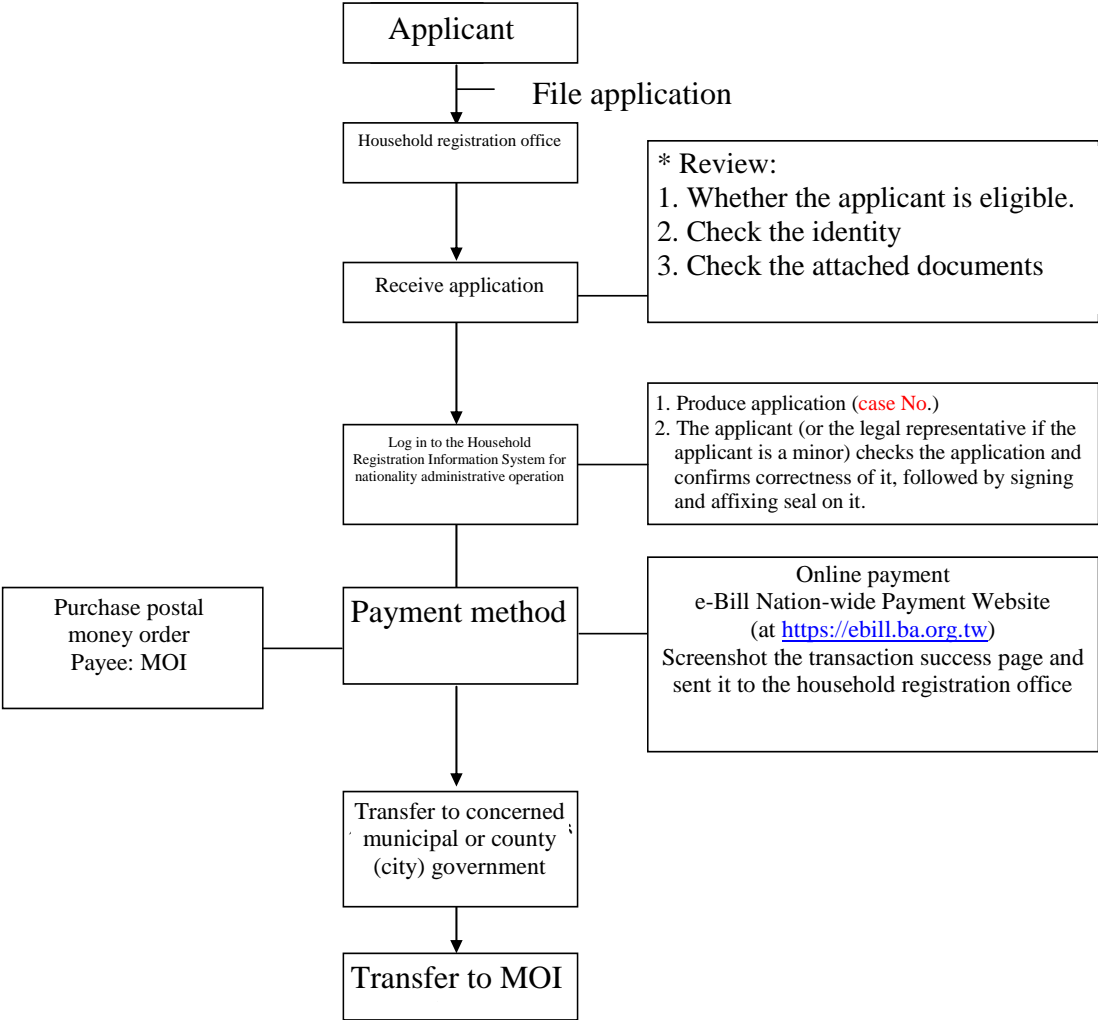 Applicant
File application
Household registration office
* Review:
1. Whether the applicant is eligible.
2. Check the identity
3. Check the attached documents
Receive application
1. Produce application (case No.)
2. The applicant (or the legal representative if the
applicant is a minor) checks the application and
confirms correctness of it, followed by signing
and affixing seal on it.
Log in to the Household
Registration Information System for
nationality administrative operation
Purchase postal
money order
Payee: MOI
Payment method
Online payment
e-Bill Nation-wide Payment Website
(at https://ebill.ba.org.tw)
Screenshot the transaction success page and
sent it to the household registration office
Transfer to concerned
municipal or county
(city) government
Transfer to MOI